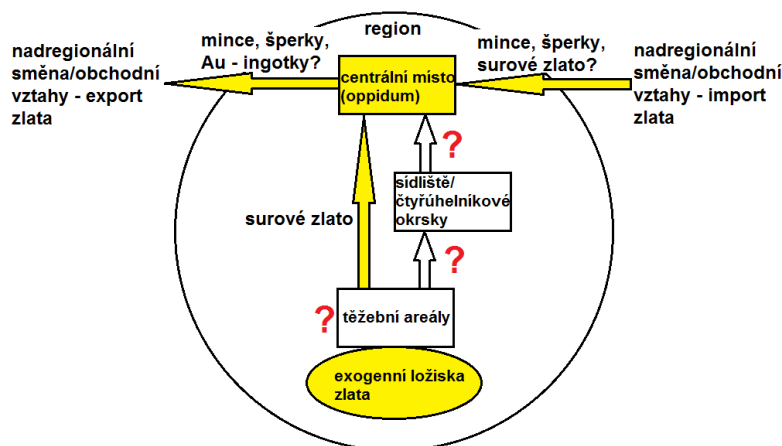 region
nadregionální
směna/obchodní
vztahy - export
zlata
mince, šperky,
Au - ingotky?
centrální místo
(oppidum)
mince, šperky,
surové zlato?
nadregionální
směna/obchodní
vztahy - import
zlata
?
sídliště/
čtyřúhelníkové
okrsky
surové zlato
?
?
těžební areály
exogenní ložiska
zlata